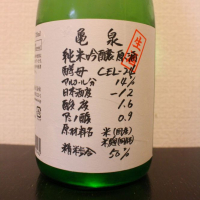 亀泉
純米吟醸原酒
酵母 CEL-24
アルコール分 14%
日本酒度 -12
酸度 1.6
アミノ酸 0.9
原材料名 米(国産)
米麹(国産米)
精米歩合 50%